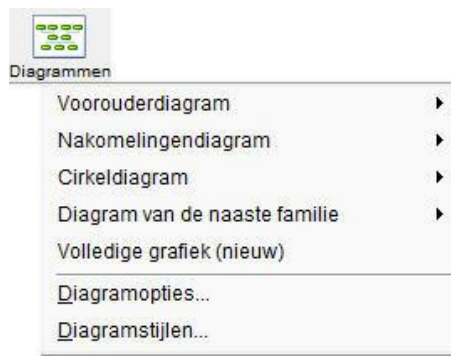 Diagrammen
Voorouderdiagram
Nakomelingendiagram
Cirkeldiagram
Diagram van de naaste familie
Volledige grafiek (nieuw)
Diagramopties...
Diagramstijlen...